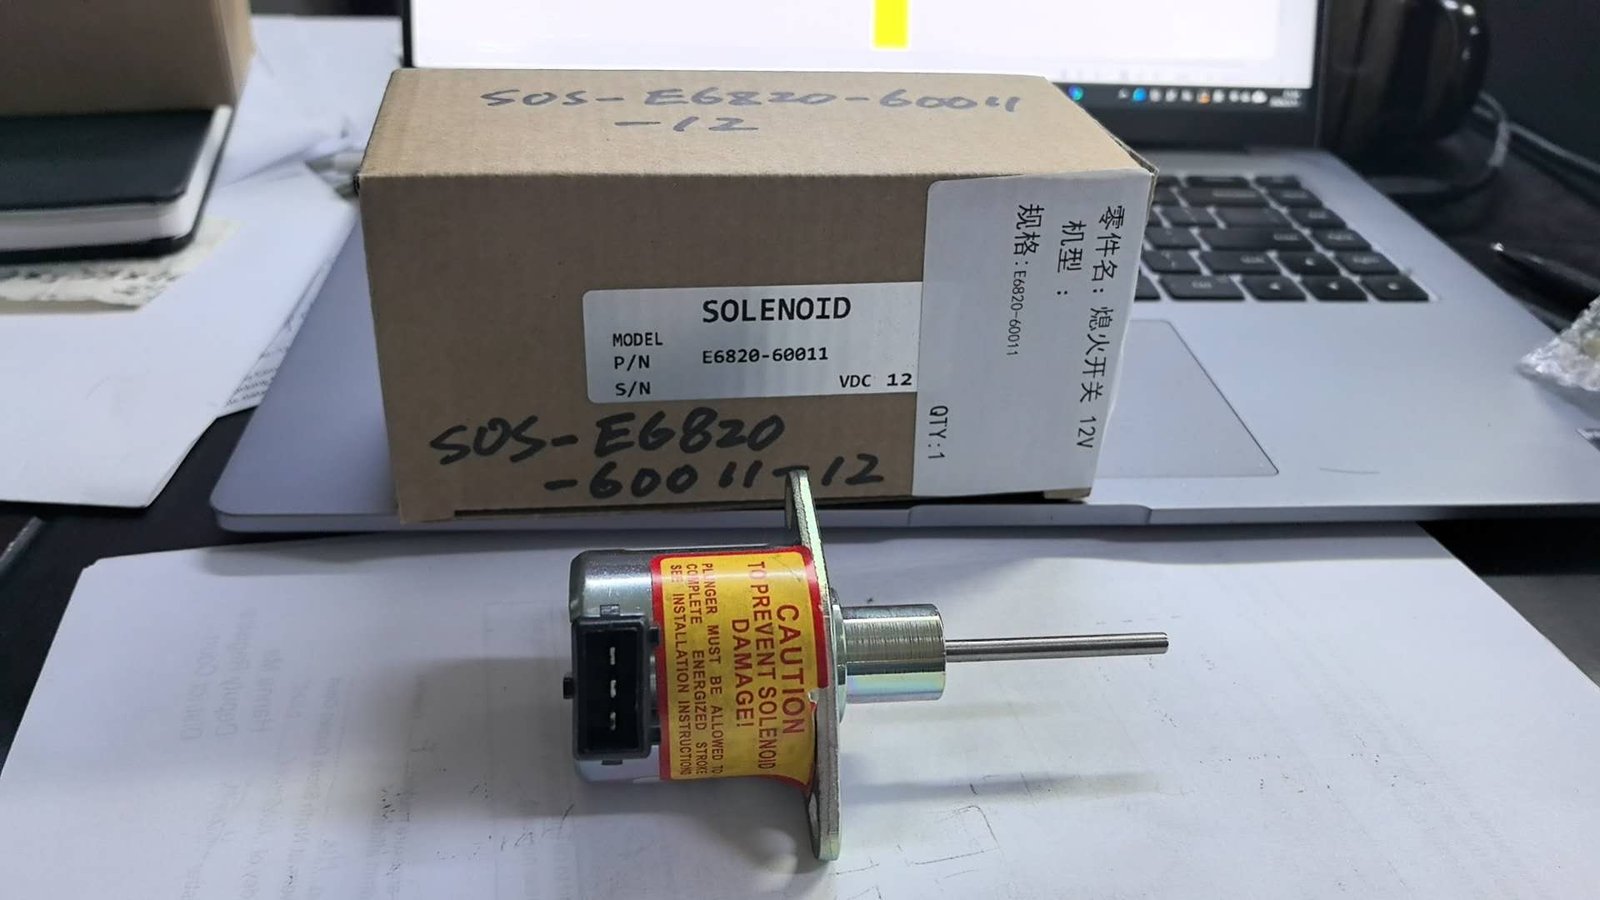 SOS-E6820-60011
-12
SOLENOID
MODEL
P/N E6820-60011
S/N
VDC 12
SOS-E6820
-60011-12
零件名: 熄火开关 12V
机型:
规格:E6820-60011
QTY:1
CAUTION
TO PREVENT SOLENOID
DAMAGE!
PLUNGER MUST BE ALLOWED TO
COMPLETE ENERGIZED STROKE
SEE INSTALLATION INSTRUCTIONS